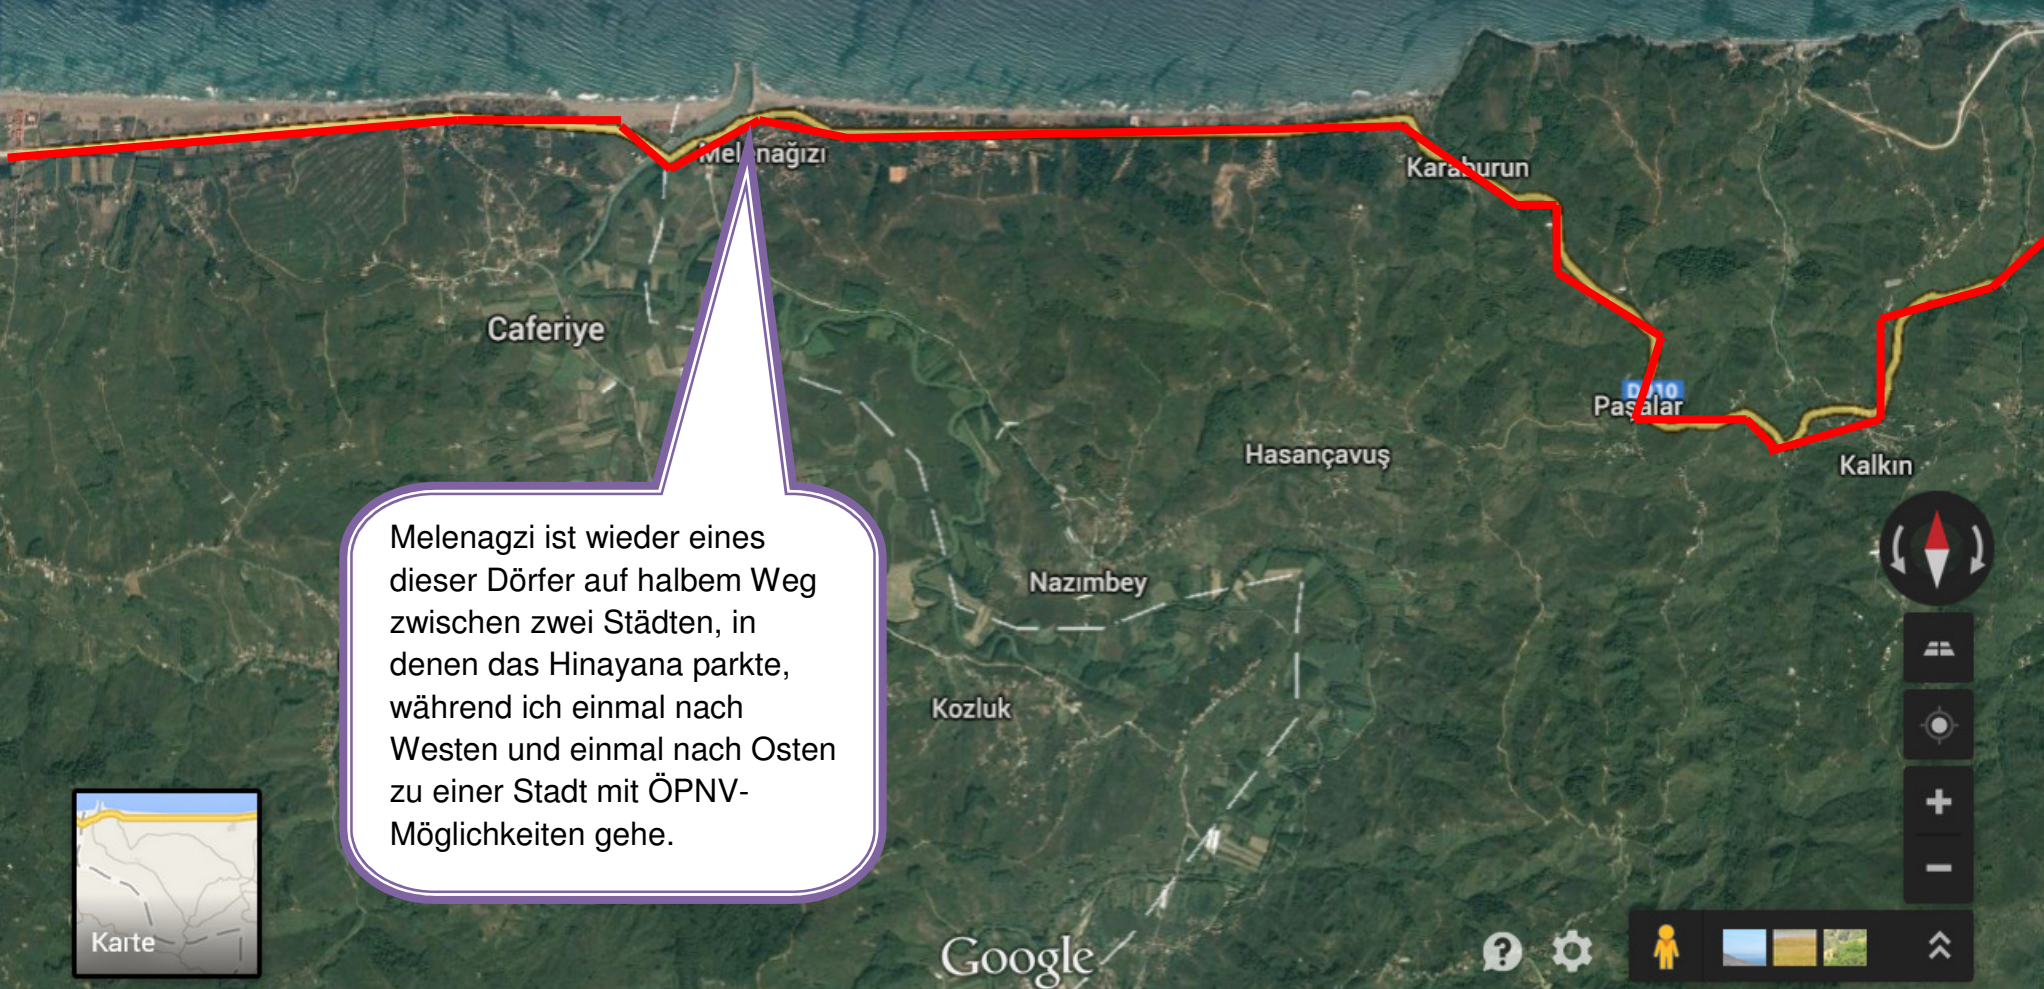 Melenağızı
Karaburun
Caferiye
Paşalar
Hasançavuş
Kalkın
Melenagzi ist wieder eines
dieser Dörfer auf halbem Weg
zwischen zwei Städten, in
denen das Hinayana parkte,
während ich einmal nach
Westen und einmal nach Osten
zu einer Stadt mit ÖPNV-
Möglichkeiten gehe.
Nazımbey
Kozluk
Karte
Google